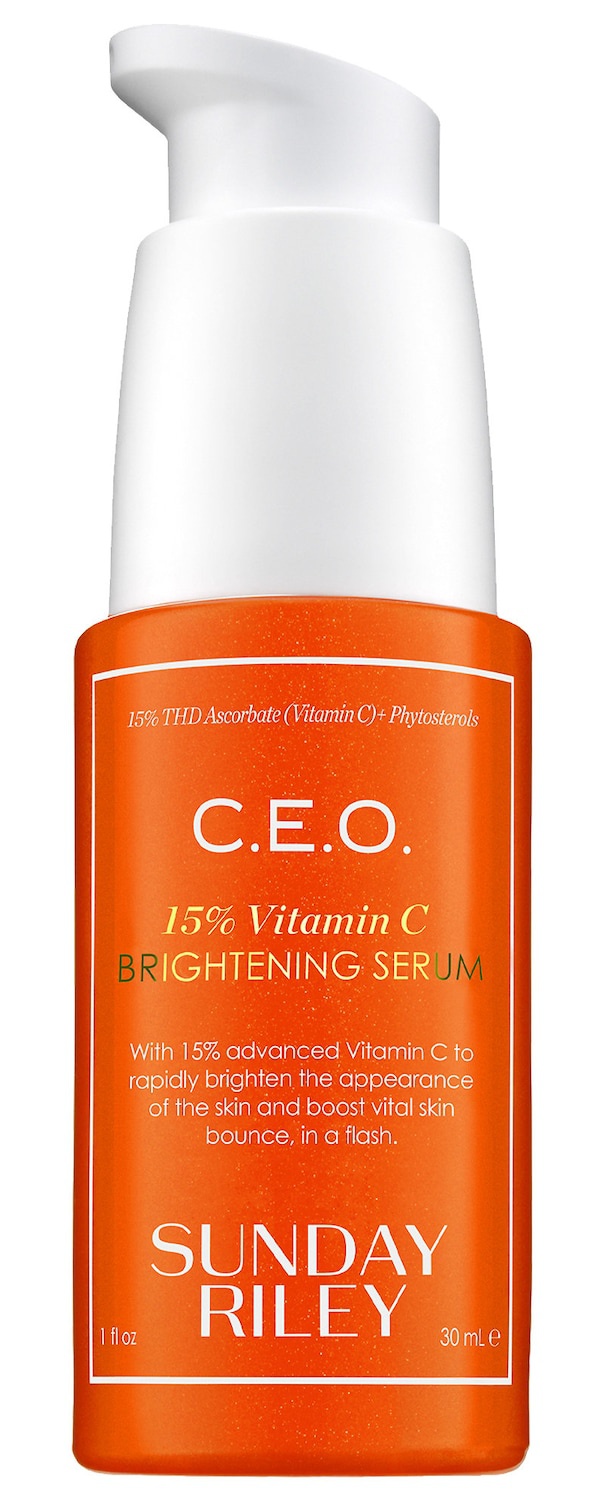 15% THD Ascorbate (Vitamin C)+ Phytosterols
C.E.O.
15% Vitamin C
BRIGHTENING SERUM
With 15% advanced Vitamin C to
rapidly brighten the appearance
of the skin and boost vital skin
bounce, in a flash.
SUNDAY
RILEY
1 fl oz 30 mL ℮